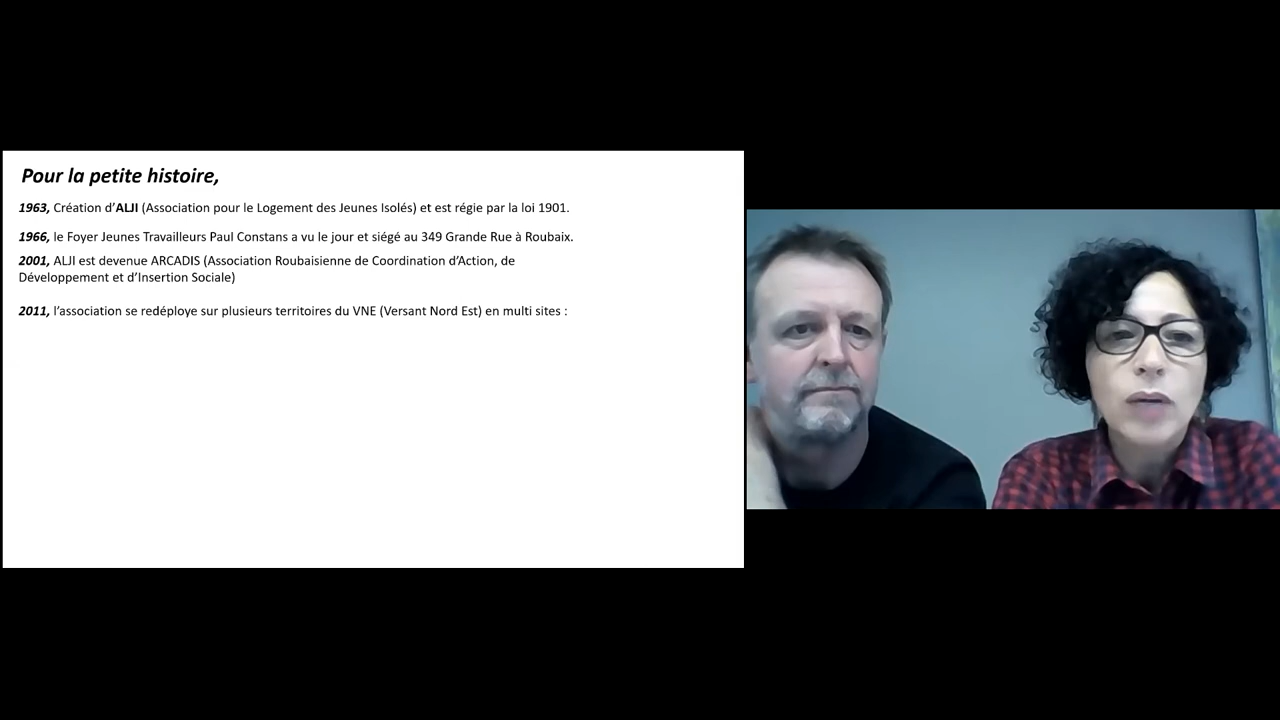 Pour la petite histoire,
1963, Création d’ALJI (Association pour le Logement des Jeunes Isolés) et est régie par la loi 1901.
1966, le Foyer Jeunes Travailleurs Paul Constans a vu le jour et siégé au 349 Grande Rue à Roubaix.
2001, ALJI est devenue ARCADIS (Association Roubaisienne de Coordination d’Action, de
Développement et d’Insertion Sociale)
2011, l’association se redéploye sur plusieurs territoires du VNE (Versant Nord Est) en multi sites :